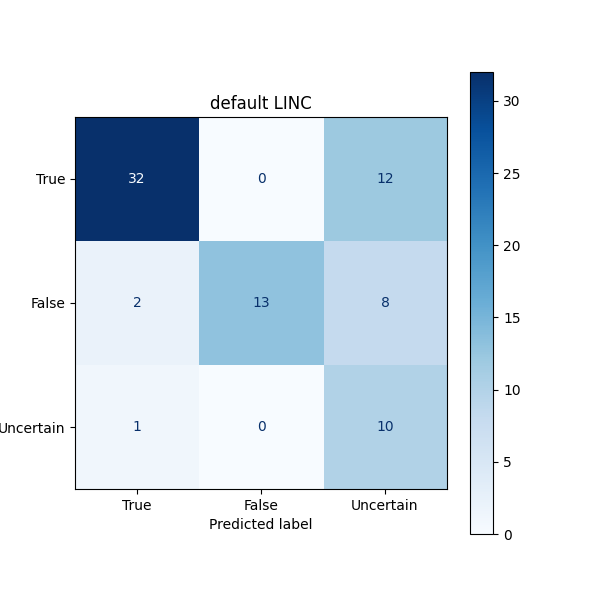 default LINC
True 32 0 12
False 2 13 8
Uncertain 1 0 10
True False Uncertain
Predicted label
30
25
20
15
10
5
0